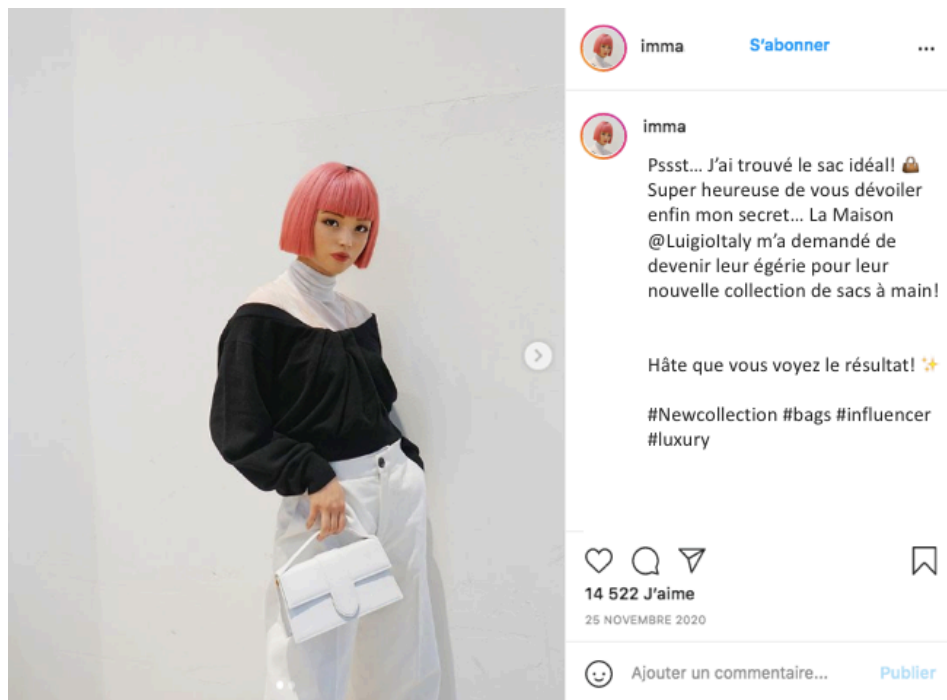 imma
S'abonner
imma
Pssst... J'ai trouvé le sac idéal! 👜
Super heureuse de vous dévoiler
enfin mon secret... La Maison
@LuigioItaly m'a demandé de
devenir leur égérie pour leur
nouvelle collection de sacs à main!
Hâte que vous voyez le résultat! ✨
#Newcollection #bags #influencer
#luxury
14 522 J'aime
25 NOVEMBRE 2020
Ajouter un commentaire...
Publier